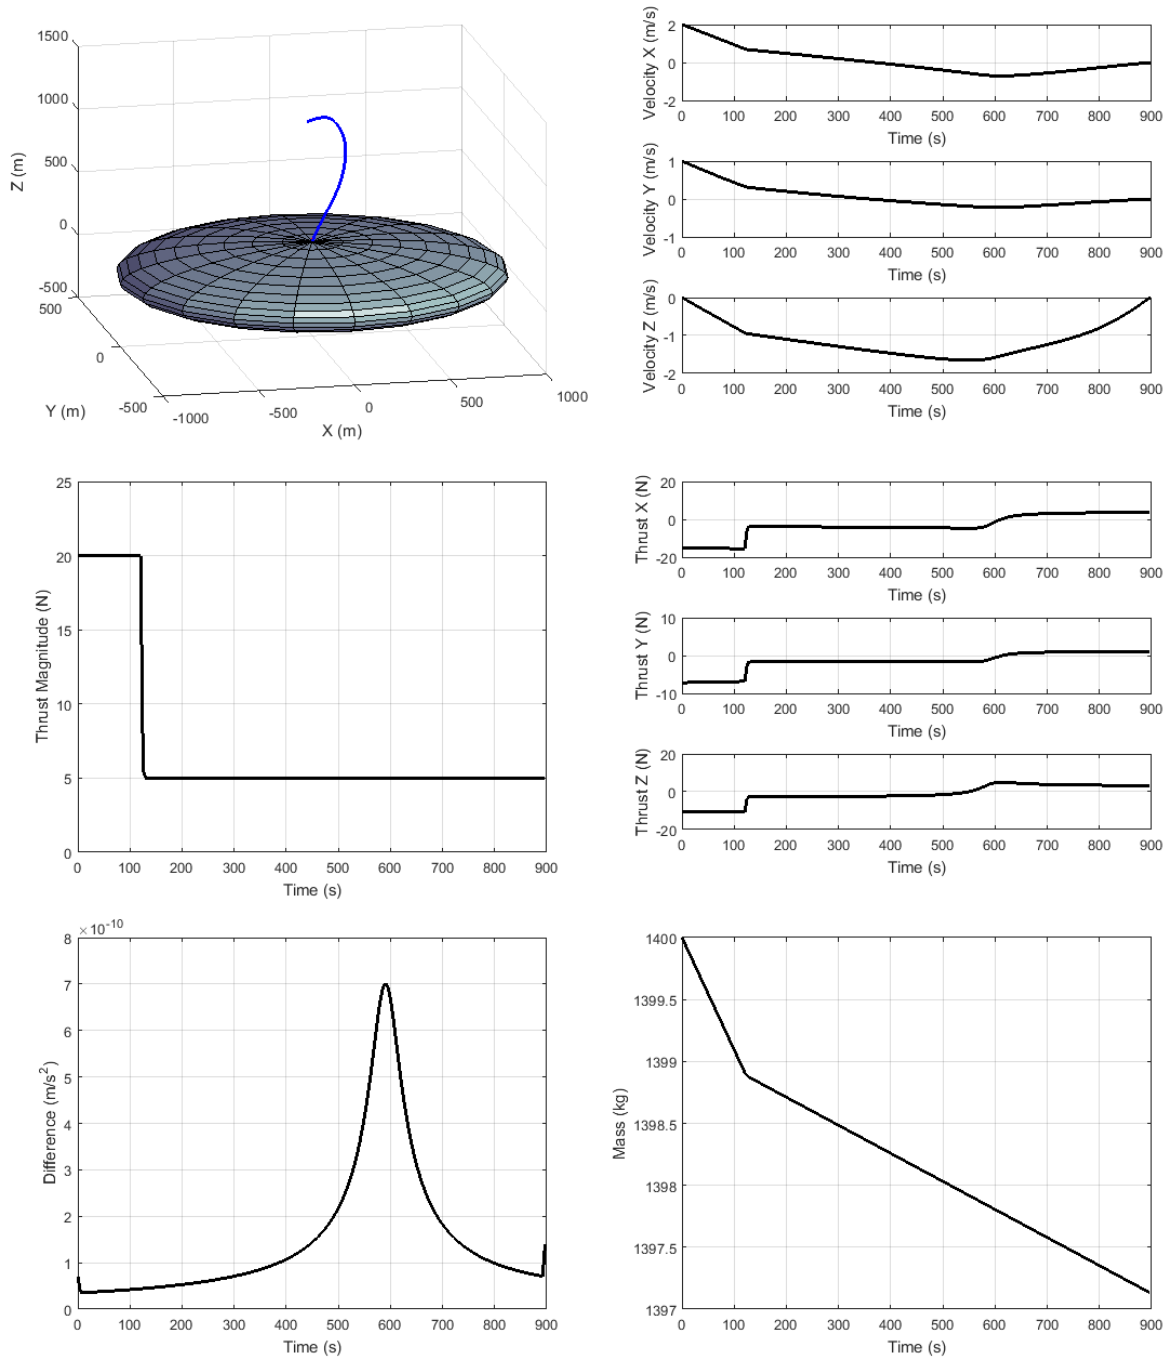 1500
1000
500
0
-500
Z (m)
500
0
-500
Y (m)
-1000
-500
0
500
1000
X (m)
2
0
-2
Velocity X (m/s)
0 100 200 300 400 500 600 700 800 900
Time (s)
1
0
-1
Velocity Y (m/s)
0 100 200 300 400 500 600 700 800 900
Time (s)
0
-1
-2
Velocity Z (m/s)
0 100 200 300 400 500 600 700 800 900
Time (s)
25
20
15
10
5
0
Thrust Magnitude (N)
0 100 200 300 400 500 600 700 800 900
Time (s)
20
0
-20
Thrust X (N)
0 100 200 300 400 500 600 700 800 900
Time (s)
10
0
-10
Thrust Y (N)
0 100 200 300 400 500 600 700 800 900
Time (s)
20
0
-20
Thrust Z (N)
0 100 200 300 400 500 600 700 800 900
Time (s)
×10⁻¹⁰
8
7
6
5
4
3
2
1
0
Difference (m/s²)
0 100 200 300 400 500 600 700 800 900
Time (s)
1400
1399.5
1399
1398.5
1398
1397.5
1397
Mass (kg)
0 100 200 300 400 500 600 700 800 900
Time (s)